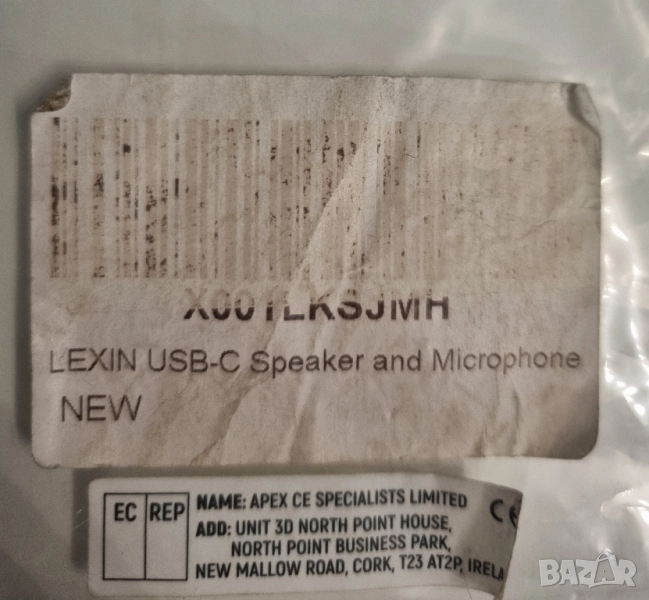 X001LKSJMH
LEXIN USB-C Speaker and Microphone
NEW
EC REP
NAME: APEX CE SPECIALISTS LIMITED
CE
ADD: UNIT 3D NORTH POINT HOUSE,
NORTH POINT BUSINESS PARK,
NEW MALLOW ROAD, CORK, T23 AT2P, IRELA
BAZAR